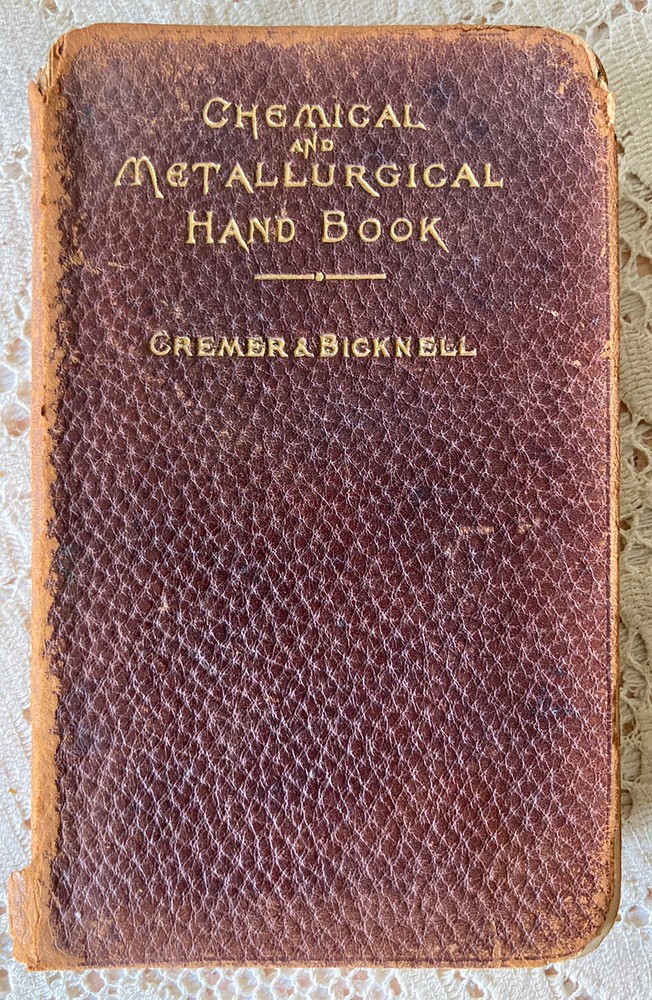 CHEMICAL
AND
METALLURGICAL
HAND BOOK
CREMER & BICKNELL